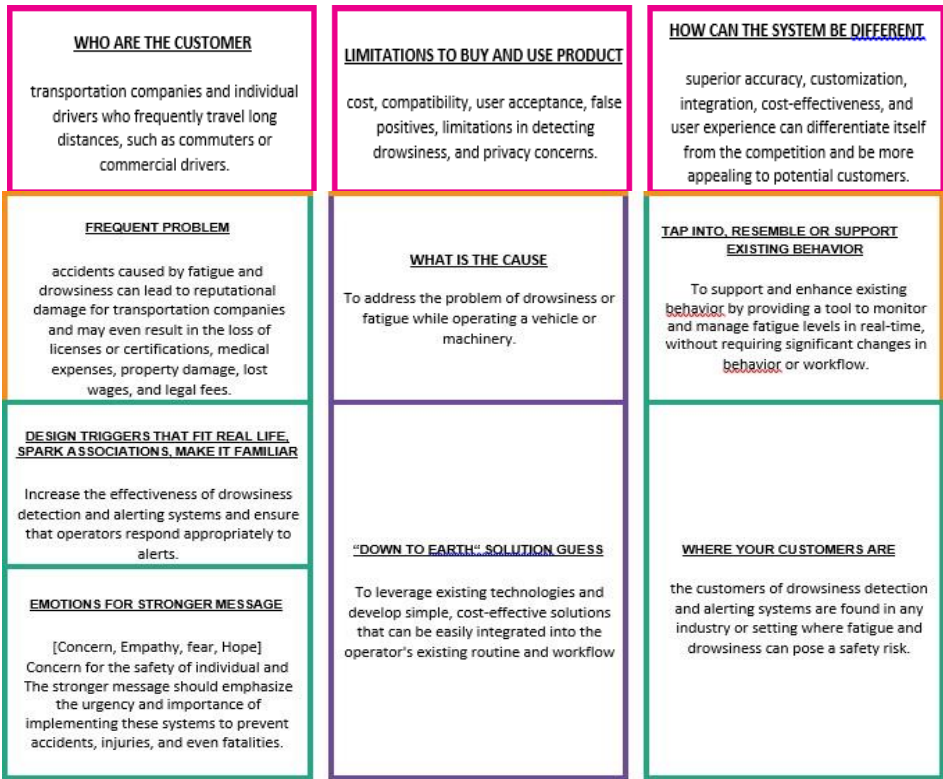 WHO ARE THE CUSTOMER
transportation companies and individual
drivers who frequently travel long
distances, such as commuters or
commercial drivers.
LIMITATIONS TO BUY AND USE PRODUCT
cost, compatibility, user acceptance, false
positives, limitations in detecting
drowsiness, and privacy concerns.
HOW CAN THE SYSTEM BE DIFFERENT
superior accuracy, customization,
integration, cost-effectiveness, and
user experience can differentiate itself
from the competition and be more
appealing to potential customers.
FREQUENT PROBLEM
accidents caused by fatigue and
drowsiness can lead to reputational
damage for transportation companies
and may even result in the loss of
licenses or certifications, medical
expenses, property damage, lost
wages, and legal fees.
WHAT IS THE CAUSE
To address the problem of drowsiness or
fatigue while operating a vehicle or
machinery.
TAP INTO, RESEMBLE OR SUPPORT
EXISTING BEHAVIOR
To support and enhance existing
behavior by providing a tool to monitor
and manage fatigue levels in real-time,
without requiring significant changes in
behavior or workflow.
DESIGN TRIGGERS THAT FIT REAL LIFE,
SPARK ASSOCIATIONS, MAKE IT FAMILIAR
Increase the effectiveness of drowsiness
detection and alerting systems and ensure
that operators respond appropriately to
alerts.
EMOTIONS FOR STRONGER MESSAGE
[Concern, Empathy, fear, Hope]
Concern for the safety of individual and
The stronger message should emphasize
the urgency and importance of
implementing these systems to prevent
accidents, injuries, and even fatalities.
“DOWN TO EARTH“ SOLUTION GUESS
To leverage existing technologies and
develop simple, cost-effective solutions
that can be easily integrated into the
operator's existing routine and workflow
WHERE YOUR CUSTOMERS ARE
the customers of drowsiness detection
and alerting systems are found in any
industry or setting where fatigue and
drowsiness can pose a safety risk.